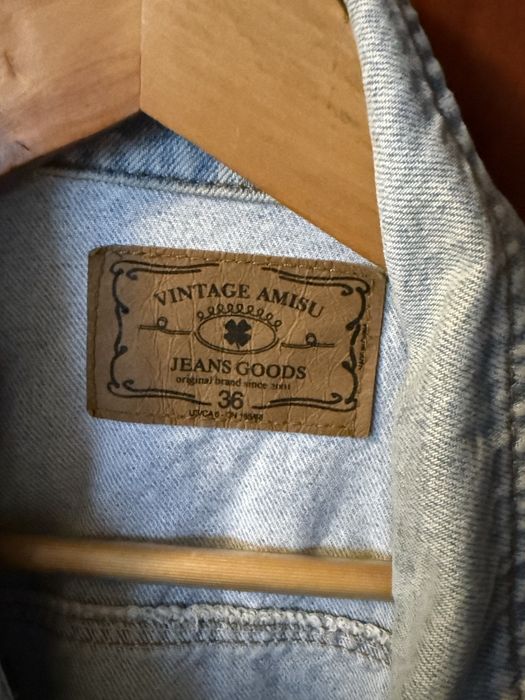 VINTAGE AMISU
JEANS GOODS
original brand since 2001
36